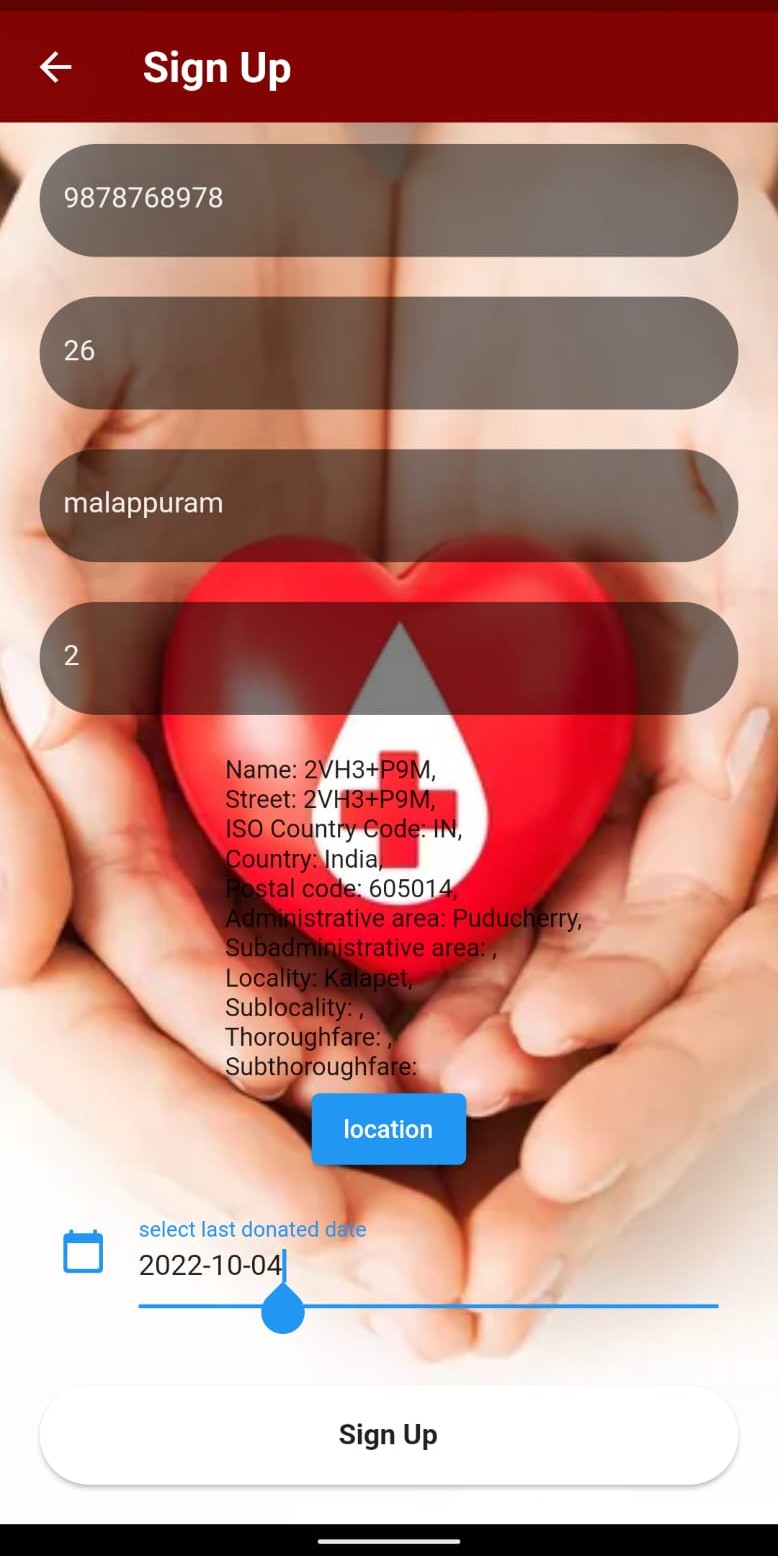 Sign Up
9878768978
26
malappuram
2
Name: 2VH3+P9M,
Street: 2VH3+P9M,
ISO Country Code: IN,
Country: India,
Postal code: 605014,
Administrative area: Puducherry,
Subadministrative area: ,
Locality: Kalapet,
Sublocality: ,
Thoroughfare: ,
Subthoroughfare:
location
select last donated date
2022-10-04
Sign Up